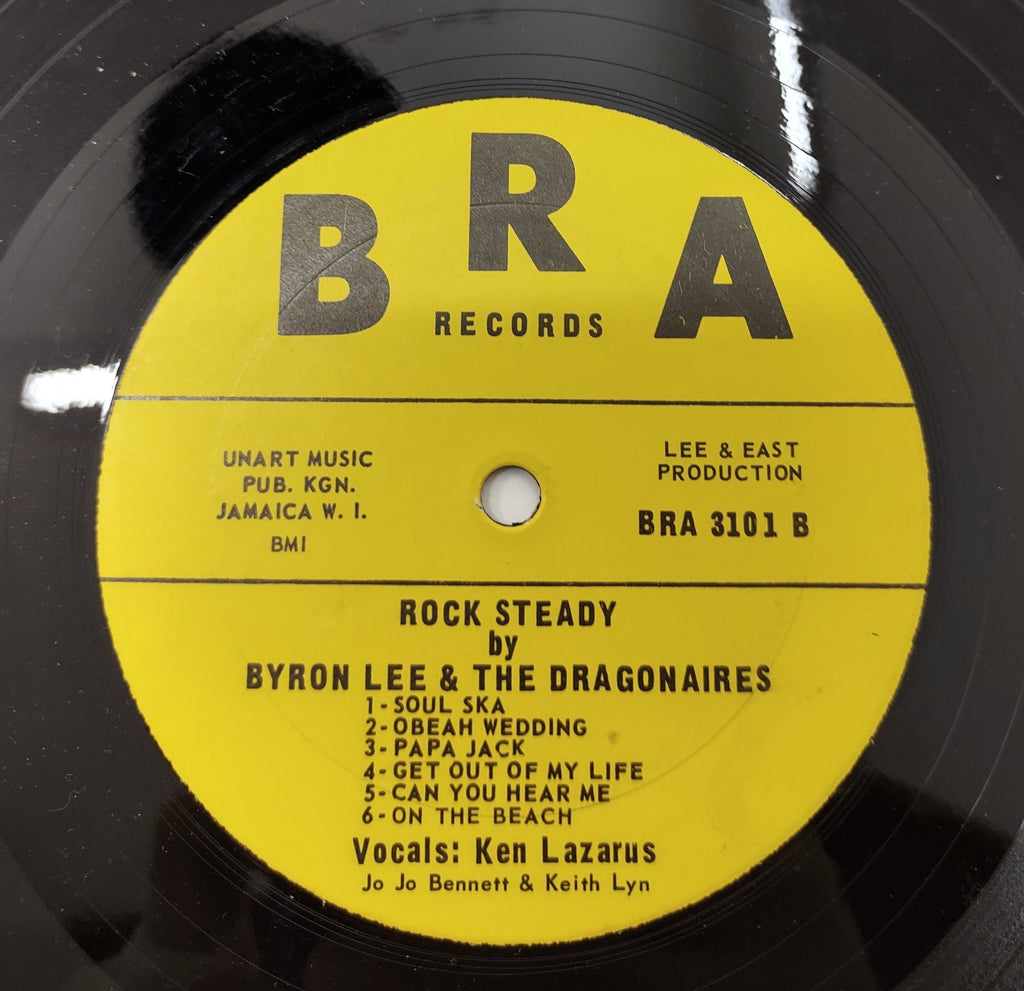 BRA
RECORDS
UNART MUSIC
PUB. KGN.
JAMAICA W. I.
BMI
LEE & EAST
PRODUCTION
BRA 3101 B
ROCK STEADY
by
BYRON LEE & THE DRAGONAIRES
1-SOUL SKA
2-OBEAH WEDDING
3-PAPA JACK
4-GET OUT OF MY LIFE
5-CAN YOU HEAR ME
6-ON THE BEACH
Vocals: Ken Lazarus
Jo Jo Bennett & Keith Lyn